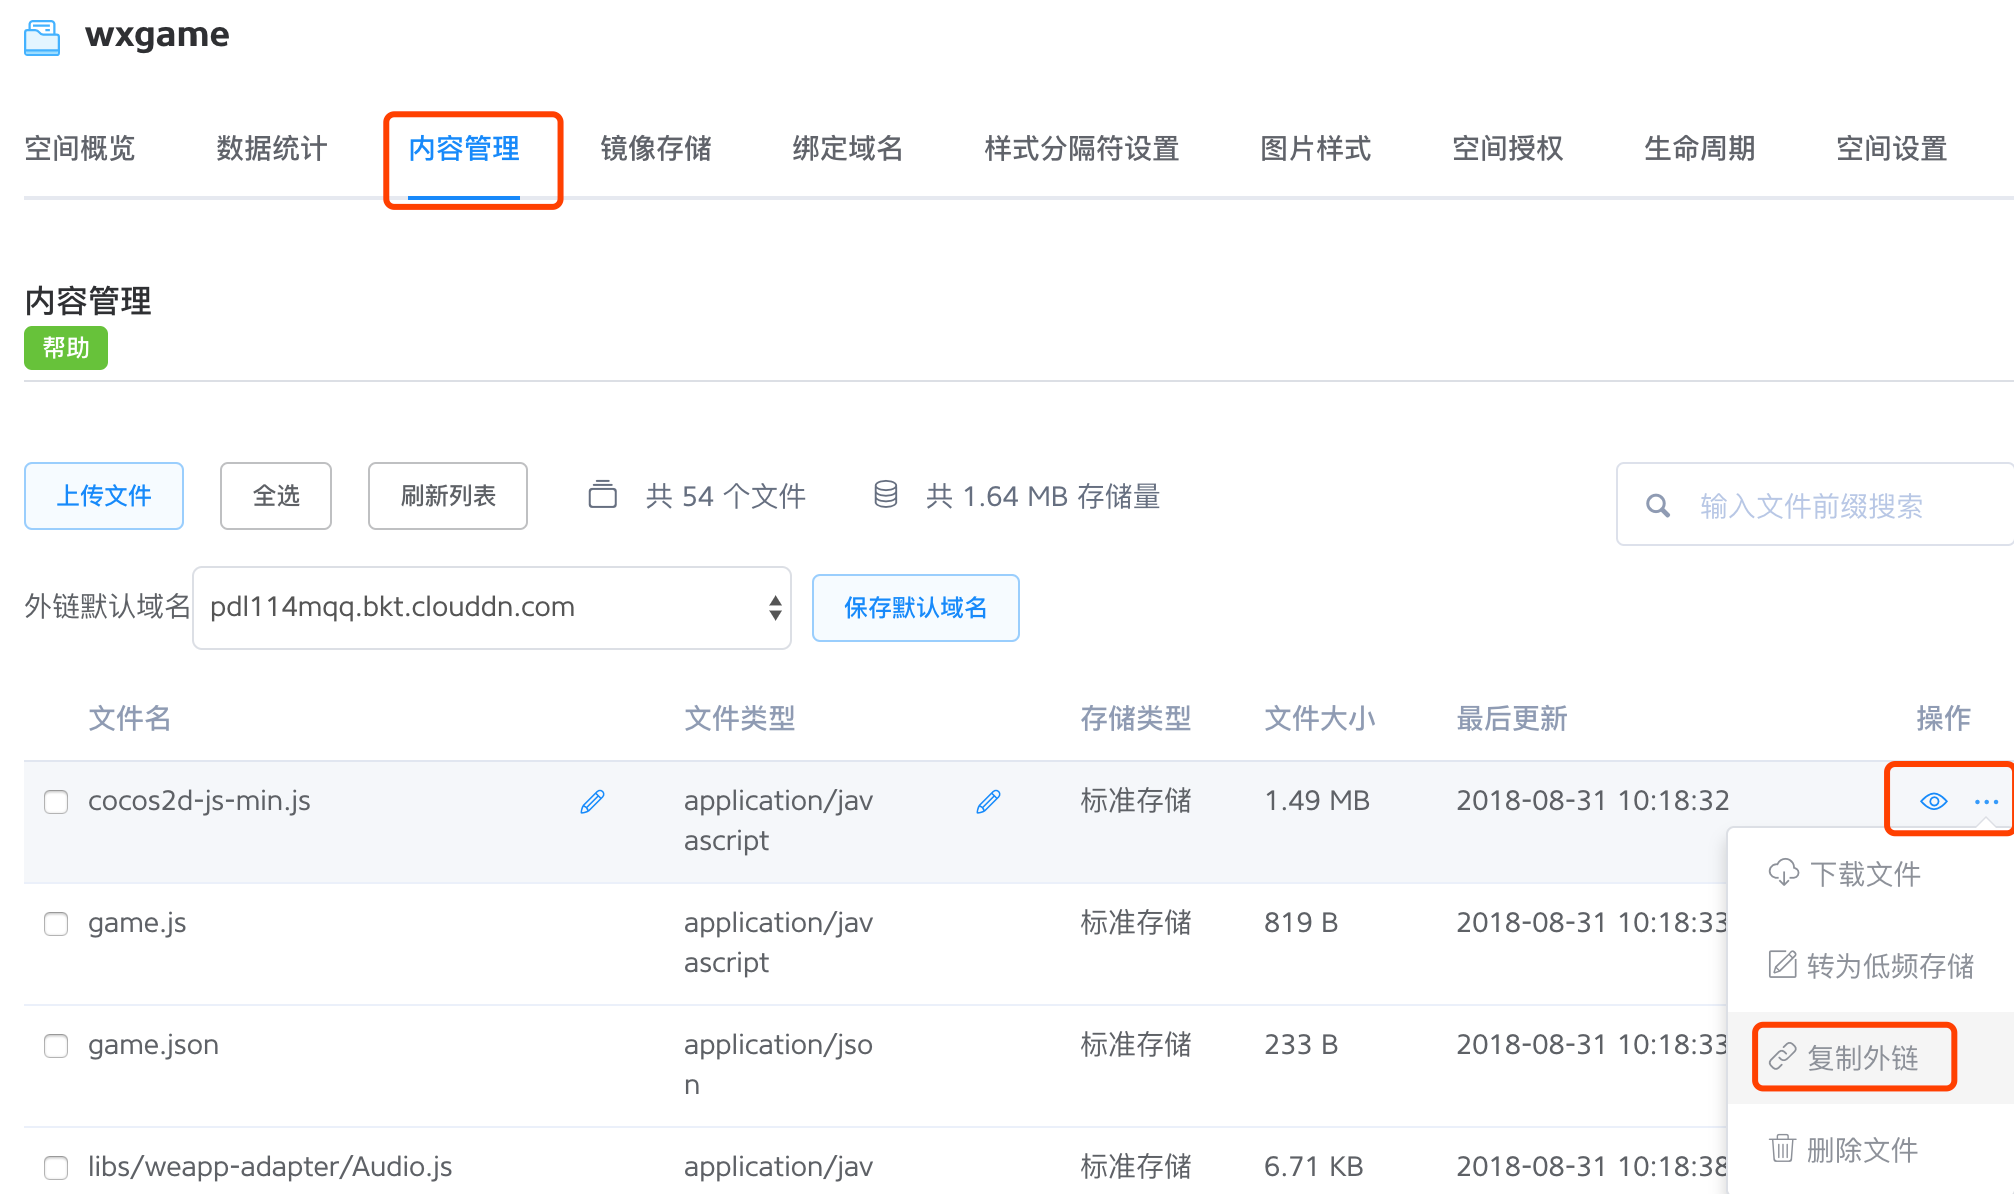 wxgame
空间概览 数据统计 内容管理 镜像存储 绑定域名 样式分隔符设置 图片样式 空间授权 生命周期 空间设置
内容管理
帮助
上传文件 全选 刷新列表 共 54 个文件 共 1.64 MB 存储量 输入文件前缀搜索
外链默认域名 pdl114mqq.bkt.clouddn.com 保存默认域名
文件名 文件类型 存储类型 文件大小 最后更新 操作
cocos2d-js-min.js application/jav 标准存储 1.49 MB 2018-08-31 10:18:32
ascript
下载文件
game.js application/jav 标准存储 819 B 2018-08-31 10:18:33
ascript
转为低频存储
game.json application/jso 标准存储 233 B 2018-08-31 10:18:33
复制外链
n
删除文件
libs/weapp-adapter/Audio.js application/jav 标准存储 6.71 KB 2018-08-31 10:18:38